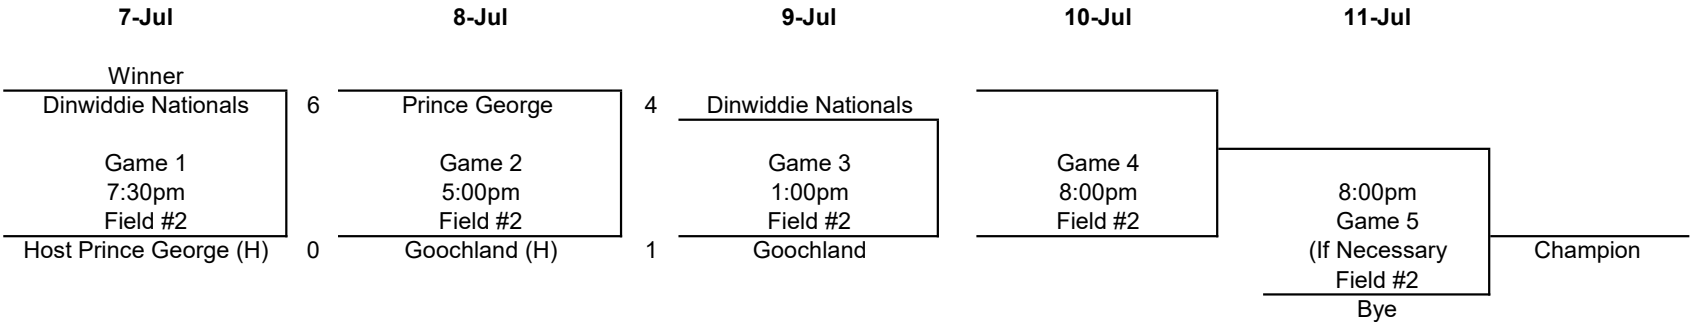 7-Jul 8-Jul 9-Jul 10-Jul 11-Jul
Winner
Dinwiddie Nationals 6 Prince George 4 Dinwiddie Nationals
Game 1 Game 2 Game 3 Game 4
7:30pm 5:00pm 1:00pm 8:00pm 8:00pm
Field #2 Field #2 Field #2 Field #2 Game 5
Host Prince George (H) 0 Goochland (H) 1 Goochland (If Necessary Champion
Field #2
Bye